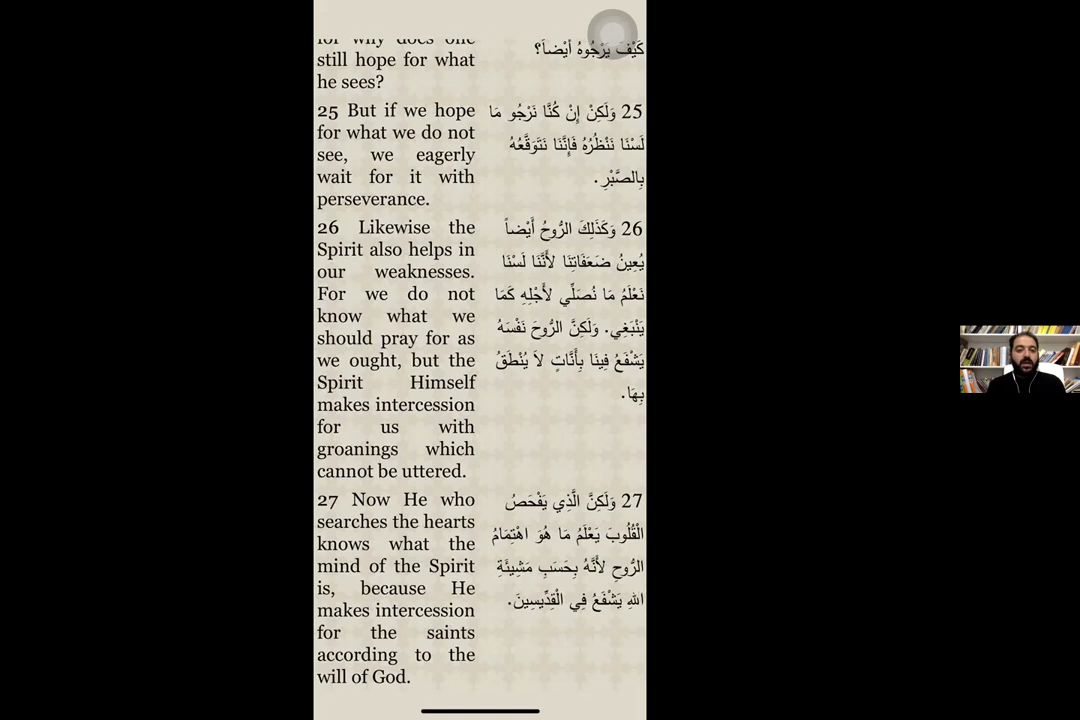 still hope for what
he sees?
25 But if we hope
for what we do not
see, we eagerly
wait for it with
perseverance.
26 Likewise the
Spirit also helps in
our weaknesses.
For we do not
know what we
should pray for as
we ought, but the
Spirit Himself
makes intercession
for us with
groanings which
cannot be uttered.
27 Now He who
searches the hearts
knows what the
mind of the Spirit
is, because He
makes intercession
for the saints
according to the
will of God.
كَيْفَ يَرْجُوهُ أَيْضاً؟
25 وَلَكِنْ إِنْ كُنَّا نَرْجُو مَا
لَسْنَا نَنْظُرُهُ فَإِنَّنَا نَتَوَقَّعُهُ
بِالصَّبْرِ.
26 وَكَذَلِكَ الرُّوحُ أَيْضاً
يُعِينُ ضَعَفَاتِنَا لأَنَّنَا لَسْنَا
نَعْلَمُ مَا نُصَلِّي لأَجْلِهِ كَمَا
يَنْبَغِي. وَلَكِنَّ الرُّوحَ نَفْسَهُ
يَشْفَعُ فِينَا بِأَنَّاتٍ لاَ يُنْطَقُ
بِهَا.
27 وَلَكِنَّ الَّذِي يَفْحَصُ
الْقُلُوبَ يَعْلَمُ مَا هُوَ اهْتِمَامُ
الرُّوحِ لأَنَّهُ بِحَسَبِ مَشِيئَةِ
اللهِ يَشْفَعُ فِي الْقِدِّيسِينَ.